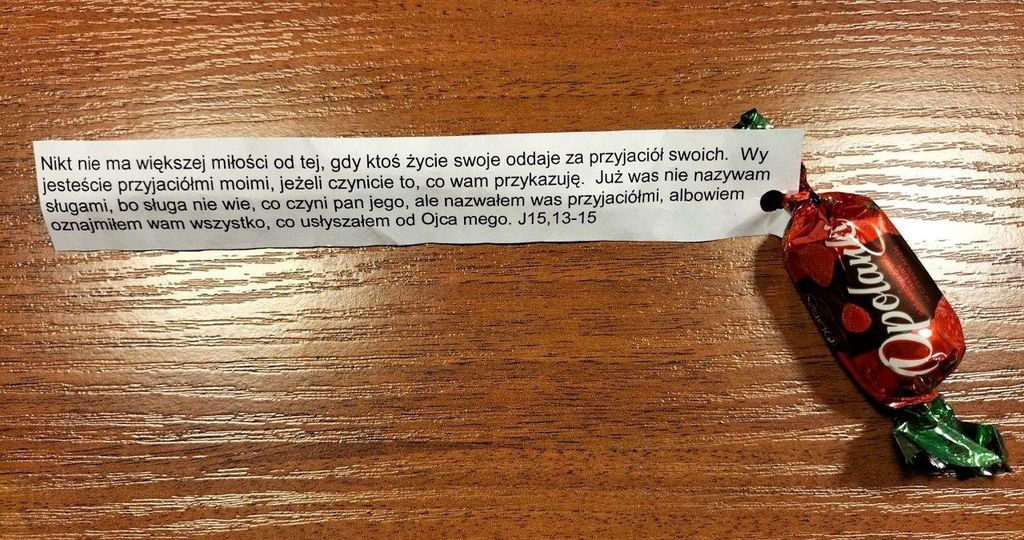 Nikt nie ma większej miłości od tej, gdy ktoś życie swoje oddaje za przyjaciół swoich. Wy
jesteście przyjaciółmi moimi, jeżeli czynicie to, co wam przykazuję. Już was nie nazywam
sługami, bo sługa nie wie, co czyni pan jego, ale nazwałem was przyjaciółmi, albowiem
oznajmiłem wam wszystko, co usłyszałem od Ojca mego. J15,13-15
Opolanki